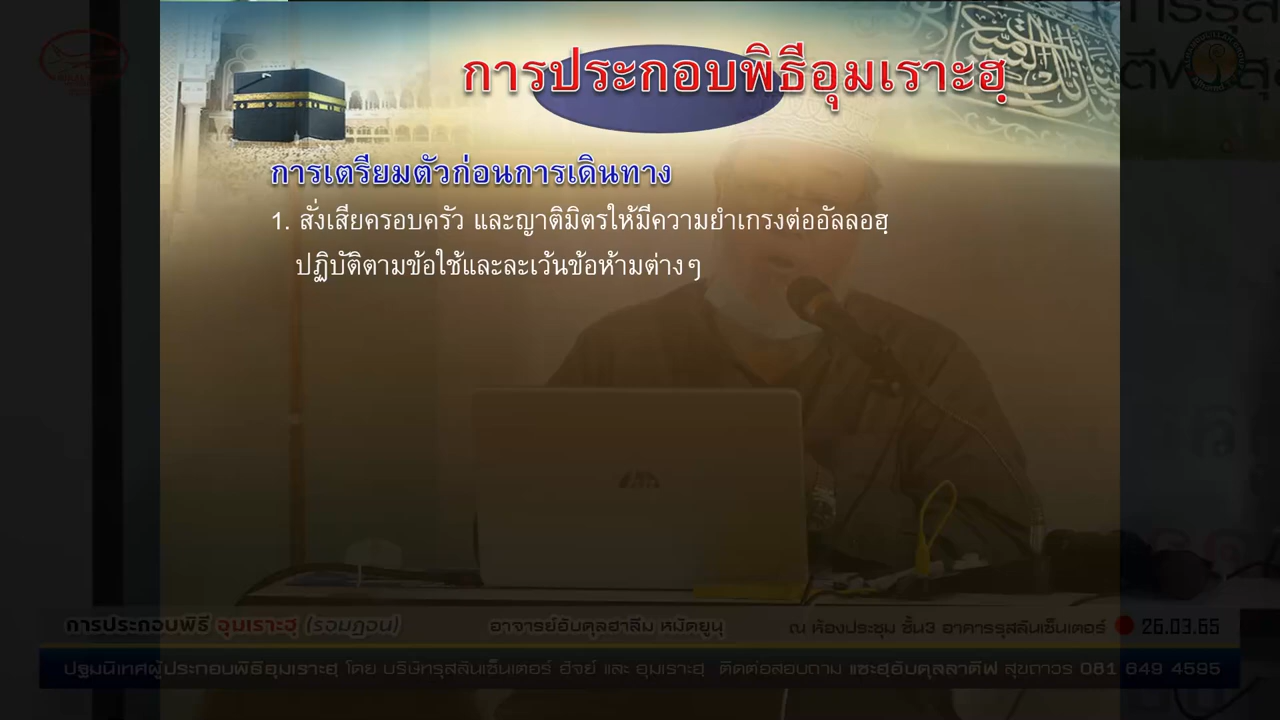 การประกอบพิธีอุมเราะฮฺ
การเตรียมตัวก่อนการเดินทาง
1. สั่งเสียครอบครัว และญาติมิตรให้มีความยำเกรงต่ออัลลอฮฺ
ปฏิบัติตามข้อใช้และละเว้นข้อห้ามต่างๆ
การประกอบพิธี อุมเราะฮฺ (รอมฎอน) อาจารย์อับดุลฮาลีม หมัดยูนุ ณ ห้องประชุม ชั้น3 อาคารรุสลินเซ็นเตอร์ 26.03.65
ปฐมนิเทศผู้ประกอบพิธีอุมเราะฮฺ โดย บริษัทรุสลินเซ็นเตอร์ ฮัจย์ และ อุมเราะฮฺ ติดต่อสอบถาม แซะฮฺอับดุลลาตีฟ สุขถาวร 081 649 4595